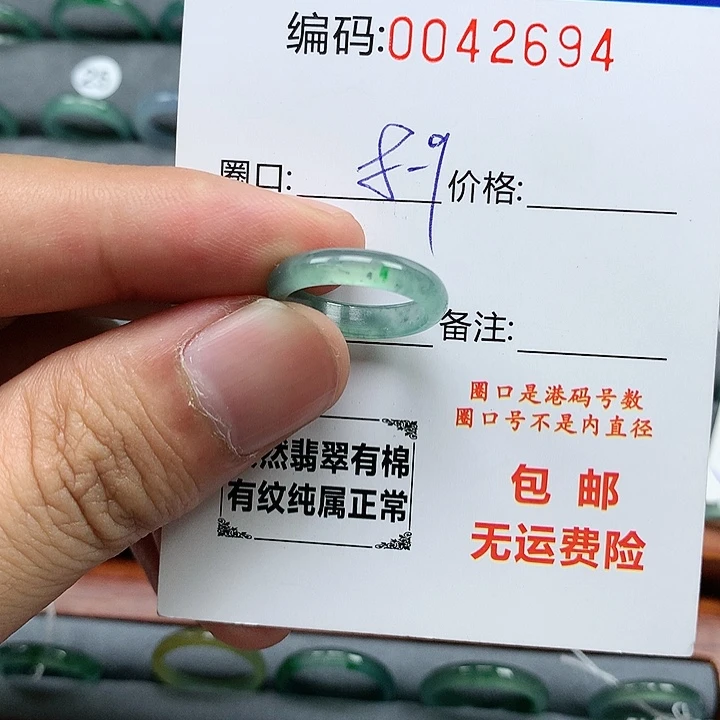 编码:0042694
圈口: 8-9 价格:
备注:
圈口是港码号数
圈口号不是内直径
然翡翠有棉
有纹纯属正常
包 邮
无运费险